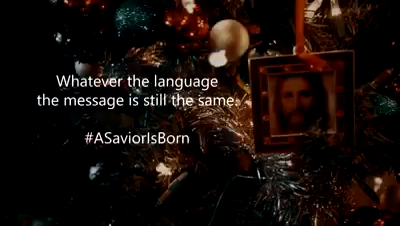 Whatever the language
the message is still the same.
#ASaviorIsBorn